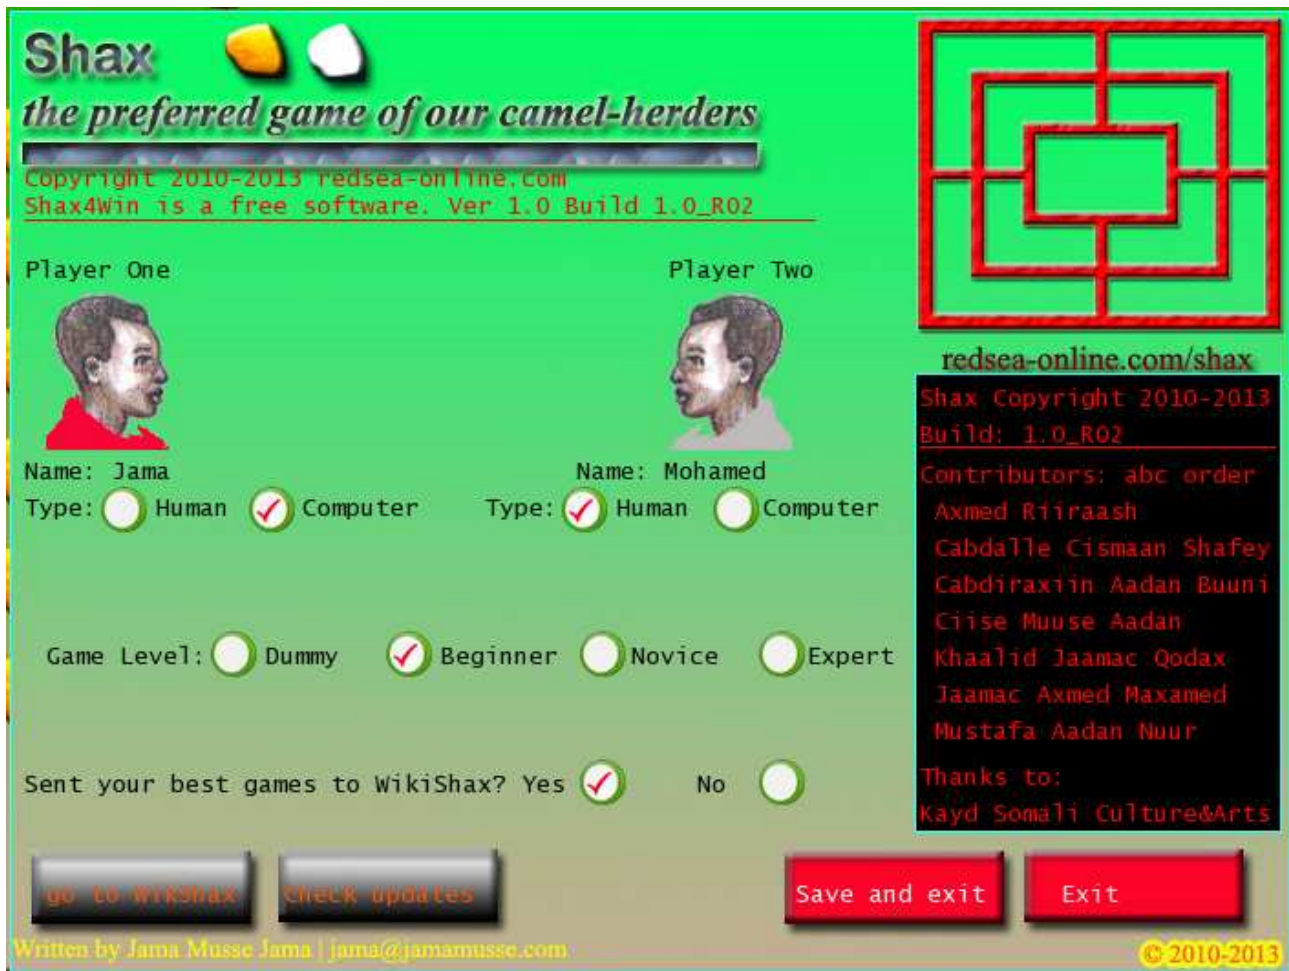 Shax
the preferred game of our camel-herders
Copyright 2010-2013 redsea-online.com
Shax4Win is a free software. Ver 1.0 Build 1.0_R02
Player One
Player Two
Name: Jama
Name: Mohamed
Type: Human Computer
Type: Human Computer
Game Level: Dummy Beginner Novice Expert
Sent your best games to WikiShax? Yes No
go to WikShax
Check updates
Save and exit
Exit
Written by Jama Musse Jama | jama@jamamusse.com
redsea-online.com/shax
Shax Copyright 2010-2013
Build: 1.0_R02
Contributors: abc order
Axmed Riiraash
Cabdalle Cismaan Shafey
Cabdiraxiin Aadan Buuni
Ciise Muuse Aadan
Khaalid Jaamac Qodax
Jaamac Axmed Maxamed
Mustafa Aadan Nuur
Thanks to:
Kayd Somali Culture&Arts
© 2010-2013